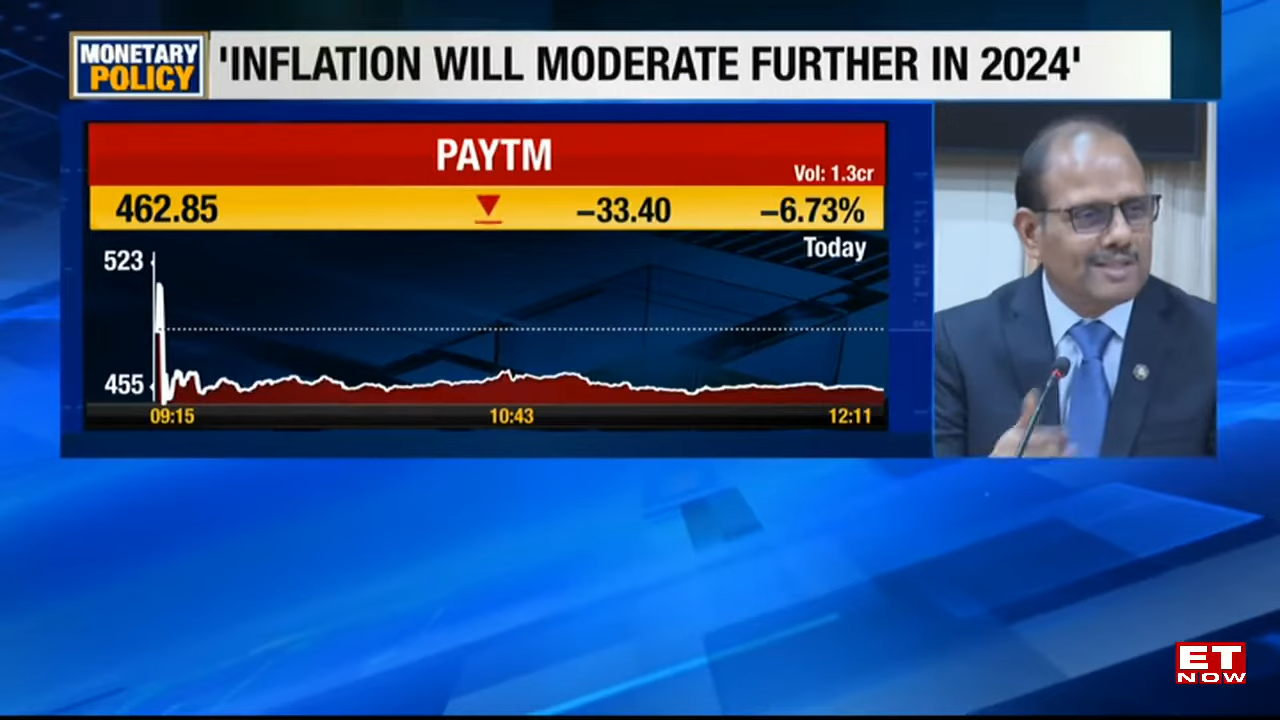 MONETARY
POLICY
'INFLATION WILL MODERATE FURTHER IN 2024'
PAYTM
Vol: 1.3cr
462.85 −33.40 −6.73%
Today
523
455
09:15 10:43 12:11
ET
NOW